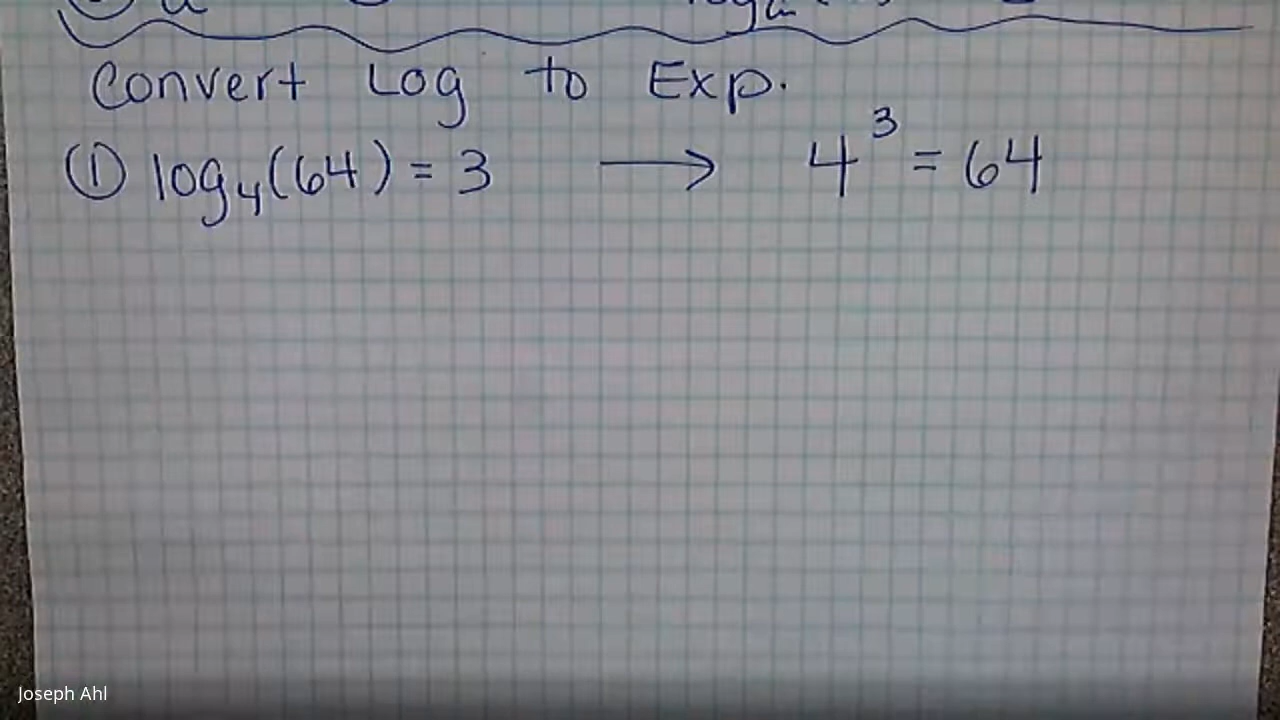 Convert Log to Exp.
① log₄(64) = 3 → 4³ = 64
Joseph Ahl